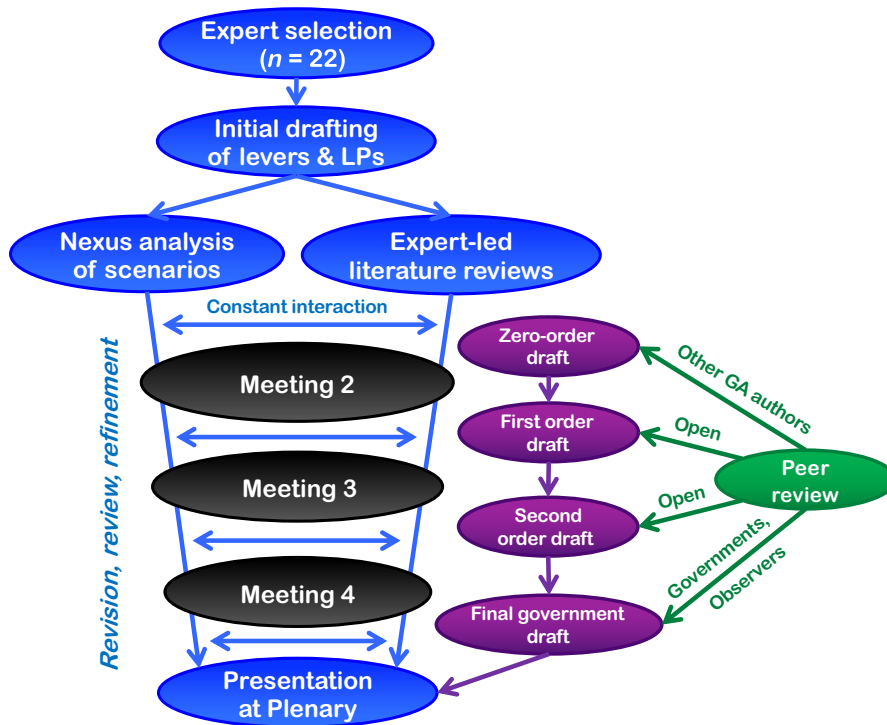 Expert selection
(n = 22)
Initial drafting
of levers & LPs
Nexus analysis
of scenarios
Expert-led
literature reviews
Constant interaction
Revision, review, refinement
Meeting 2
Meeting 3
Meeting 4
Presentation
at Plenary
Zero-order
draft
First order
draft
Second
order draft
Final government
draft
Other GA authors
Open
Open
Governments,
Observers
Peer
review